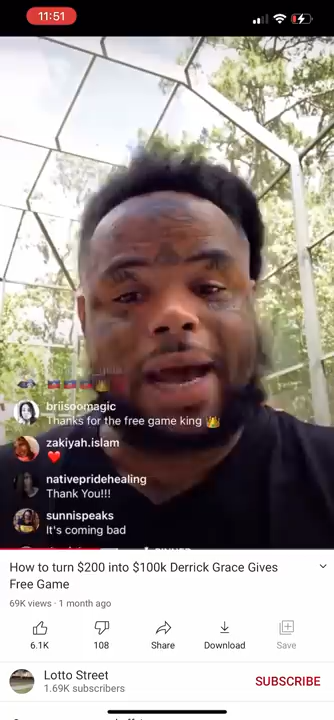 11:51
briisoomagic
Thanks for the free game king 👑
zakiyah.islam
❤️
nativepridehealing
Thank You!!!
sunnispeaks
It's coming bad
How to turn $200 into $100k Derrick Grace Gives
Free Game
69K views · 1 month ago
6.1K
108
Share
Download
Save
Lotto Street
1.69K subscribers
SUBSCRIBE